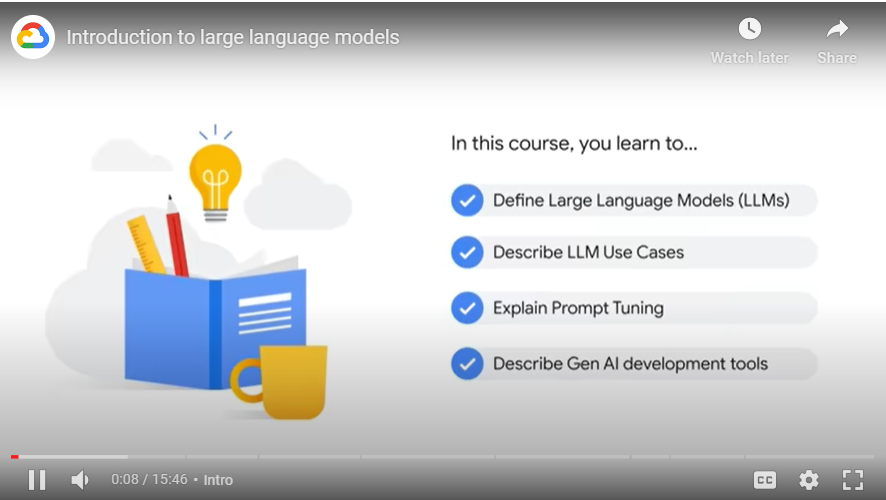 Introduction to large language models
Watch later
Share
In this course, you learn to...
Define Large Language Models (LLMs)
Describe LLM Use Cases
Explain Prompt Tuning
Describe Gen AI development tools
0:08 / 15:46 • Intro
CC